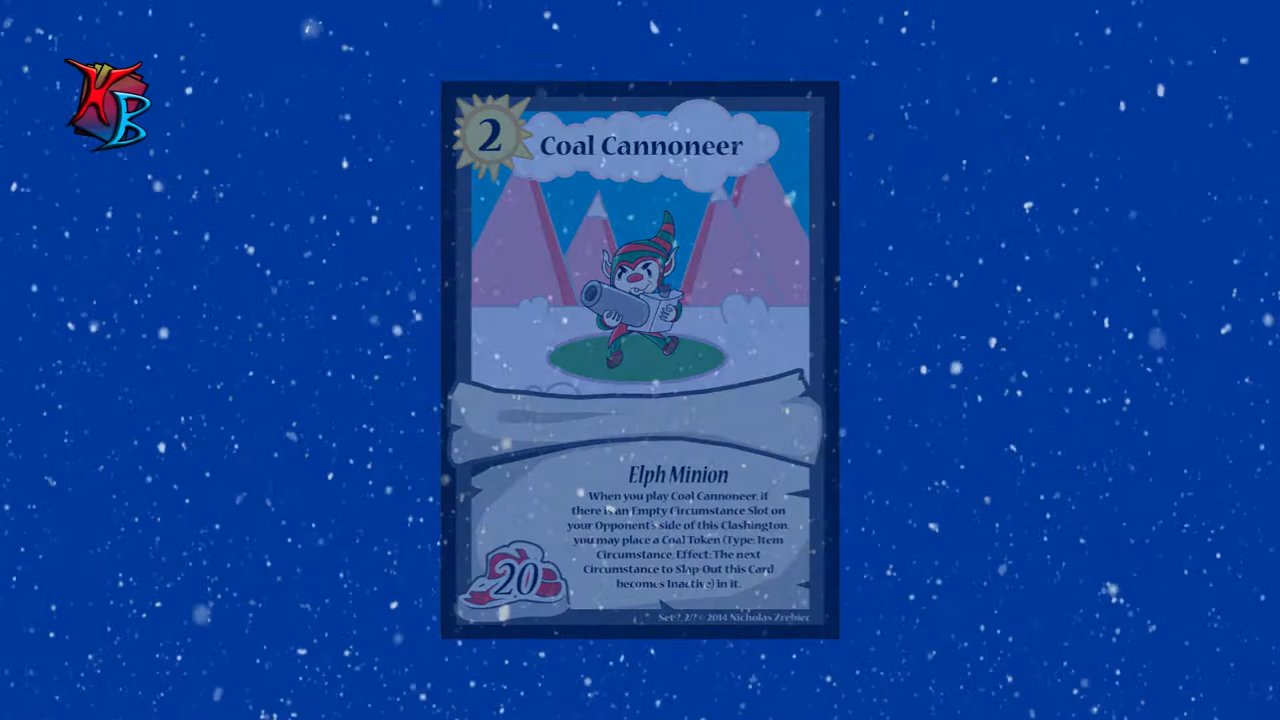 KB
2
Coal Cannoneer
Elph Minion
When you play Coal Cannoneer, if
there is an Empty Circumstance Slot on
your Opponent's side of this Clashington
you may place a Coal Token (Type: Item
Circumstance, Effect: The next
Circumstance to Slap Out this Card
becomes Inactive) in it.
20
Set ?, 2/? © 2014 Nicholas Zrebiec